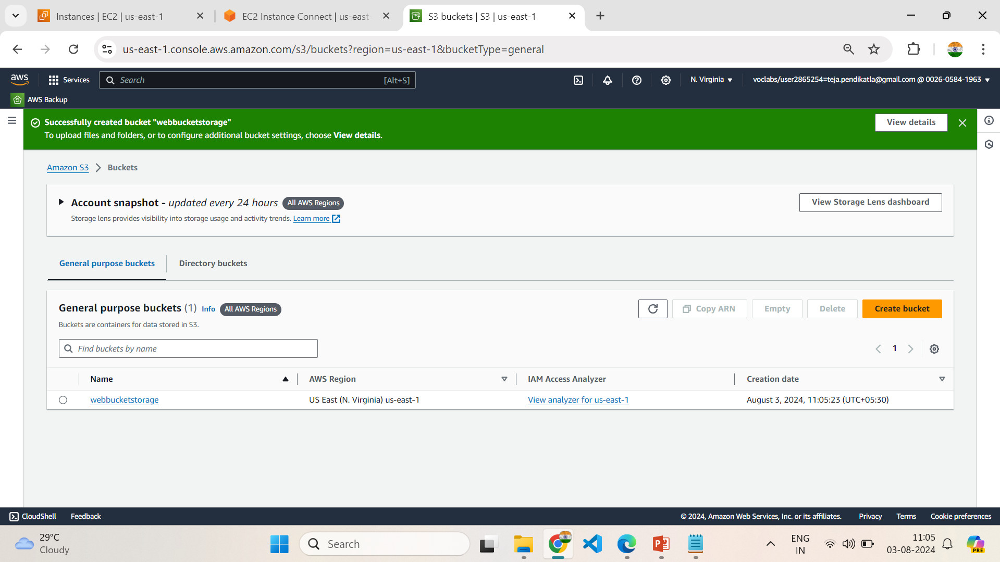 Instances | EC2 | us-east-1
EC2 Instance Connect | us-east-
S3 buckets | S3 | us-east-1
us-east-1.console.aws.amazon.com/s3/buckets?region=us-east-1&bucketType=general
aws
Services
Search
[Alt+S]
N. Virginia
voclabs/user2865254=teja.pendikatla@gmail.com @ 0026-0584-1963
AWS Backup
Successfully created bucket "webbucketstorage"
To upload files and folders, or to configure additional bucket settings, choose View details.
View details
Amazon S3
Buckets
Account snapshot - updated every 24 hours
All AWS Regions
Storage lens provides visibility into storage usage and activity trends. Learn more
View Storage Lens dashboard
General purpose buckets
Directory buckets
General purpose buckets (1)
Info
All AWS Regions
Buckets are containers for data stored in S3.
Copy ARN
Empty
Delete
Create bucket
Find buckets by name
1
Name
AWS Region
IAM Access Analyzer
Creation date
webbucketstorage
US East (N. Virginia) us-east-1
View analyzer for us-east-1
August 3, 2024, 11:05:23 (UTC+05:30)
CloudShell
Feedback
© 2024, Amazon Web Services, Inc. or its affiliates.
Privacy
Terms
Cookie preferences
29°C
Cloudy
Search
PRE
ENG
IN
11:05
03-08-2024